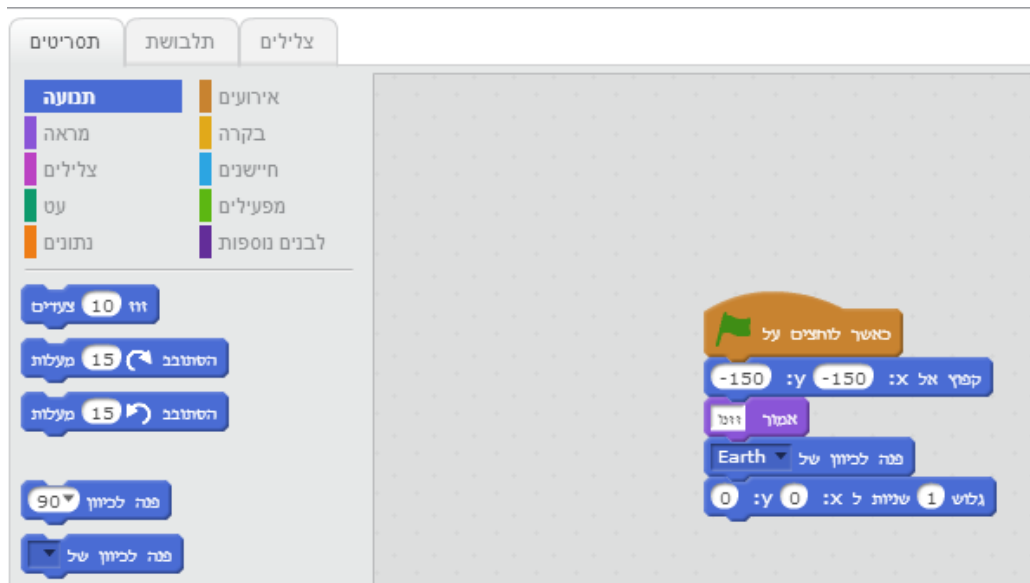 תסריטים
תלבושת
צלילים
תנועה
אירועים
מראה
בקרה
צלילים
חיישנים
עט
מפעילים
נתונים
לבנים נוספות
זוז 10 צעדים
הסתובב 15 מעלות
הסתובב 15 מעלות
פנה לכיוון 90
פנה לכיוון של
כאשר לוחצים על
קפוץ אל x: -150 y: -150
אמור זזנו
פנה לכיוון של Earth
גלוש 1 שניות ל x: 0 y: 0